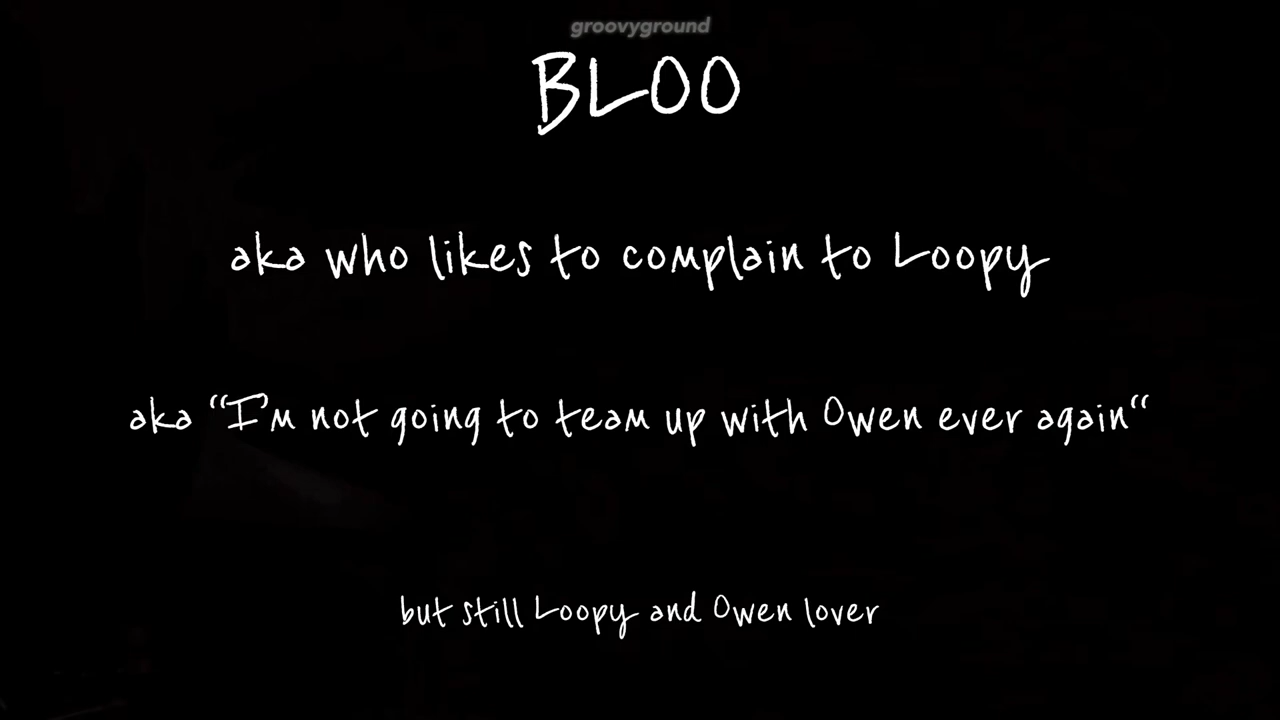 groovyground
BLOO
aka who likes to complain to Loopy
aka “I’m not going to team up with Owen ever again“
but still Loopy and Owen lover